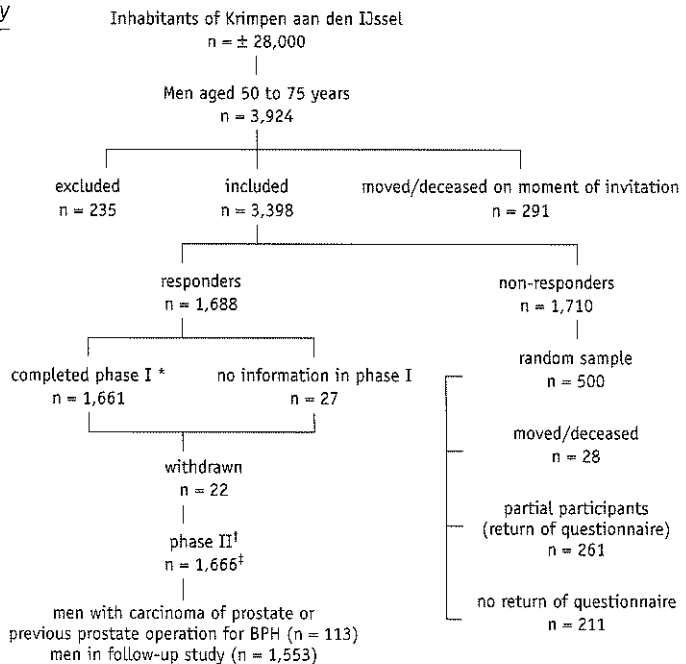 y
Inhabitants of Krimpen aan den IJssel
n = ± 28,000
Men aged 50 to 75 years
n = 3,924
excluded
n = 235
included
n = 3,398
moved/deceased on moment of invitation
n = 291
responders
n = 1,688
non-responders
n = 1,710
completed phase I *
n = 1,661
no information in phase I
n = 27
random sample
n = 500
moved/deceased
n = 28
withdrawn
n = 22
partial participants
(return of questionnaire)
n = 261
phase II†
n = 1,666‡
no return of questionnaire
n = 211
men with carcinoma of prostate or
previous prostate operation for BPH (n = 113)
men in follow-up study (n = 1,553)